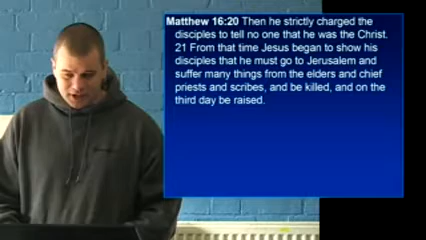 Matthew 16:20 Then he strictly charged the
disciples to tell no one that he was the Christ.
21 From that time Jesus began to show his
disciples that he must go to Jerusalem and
suffer many things from the elders and chief
priests and scribes, and be killed, and on the
third day be raised.